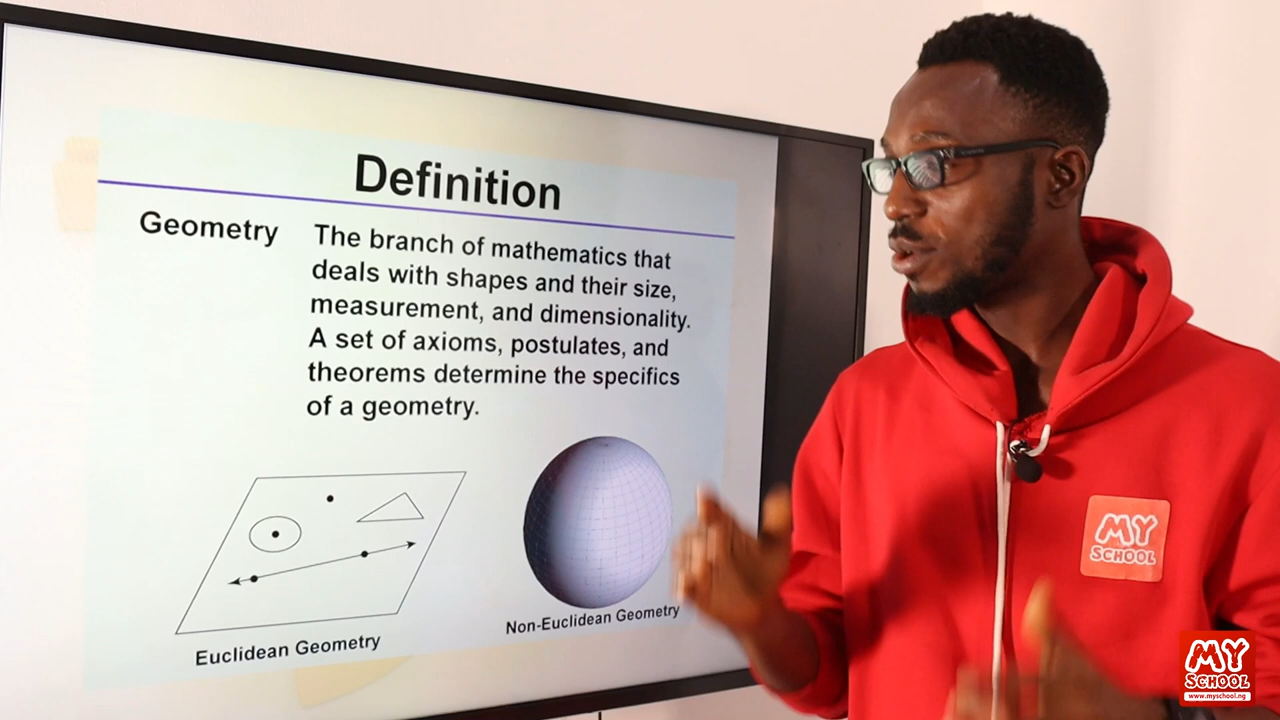 Definition
Geometry
The branch of mathematics that
deals with shapes and their size,
measurement, and dimensionality.
A set of axioms, postulates, and
theorems determine the specifics
of a geometry.
Euclidean Geometry
Non-Euclidean Geometry
MY
SCHOOL
MY
SCHOOL
www.myschool.ng